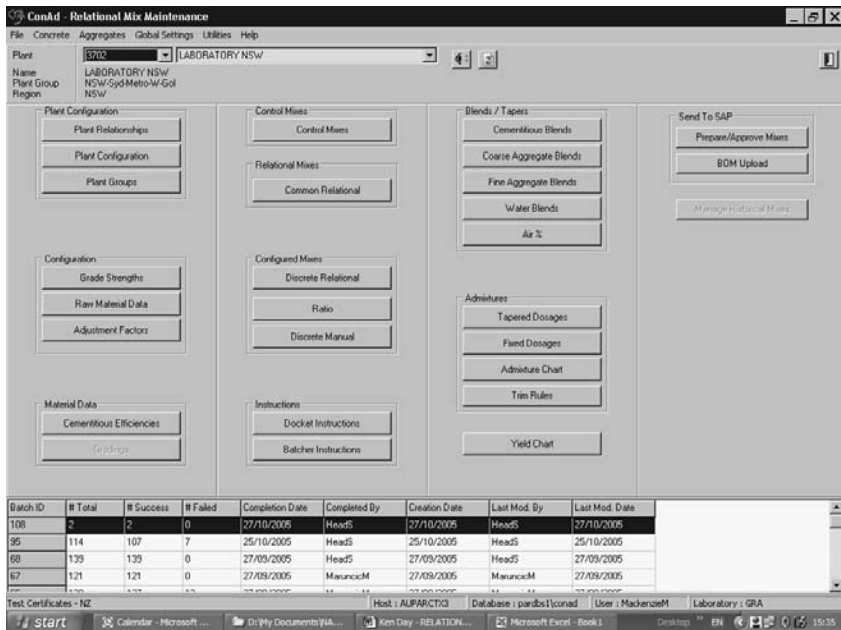 ConAd - Relational Mix Maintenance
File Concrete Aggregates Global Settings Utilities Help
Plant 3702 LABORATORY NSW
Name LABORATORY NSW
Plant Group NSW-Syd-Metro-W-Gol
Region NSW
Plant Configuration
Plant Relationships
Plant Configuration
Plant Groups
Configuration
Grade Strengths
Raw Material Data
Adjustment Factors
Material Data
Cementitious Efficiencies
Gradings
Control Mixes
Control Mixes
Relational Mixes
Common Relational
Configured Mixes
Discrete Relational
Ratio
Discrete Manual
Instructions
Docket Instructions
Batcher Instructions
Blends / Tapers
Cementitious Blends
Coarse Aggregate Blends
Fine Aggregate Blends
Water Blends
Air %
Admixtures
Tapered Dosages
Fixed Dosages
Admixture Chart
Trim Rules
Yield Chart
Send To SAP
Prepare/Approve Mixes
BOM Upload
Manage Historical Mixes
Batch ID # Total # Success # Failed Completion Date Completed By Creation Date Last Mod. By Last Mod. Date
108 2 2 0 27/10/2005 HeadS 27/10/2005 HeadS 27/10/2005
95 114 107 7 25/10/2005 HeadS 25/10/2005 HeadS 25/10/2005
68 139 139 0 27/09/2005 HeadS 27/09/2005 HeadS 27/09/2005
67 121 121 0 27/09/2005 MaruncicM 27/09/2005 MaruncicM 27/09/2005
Test Certificates - NZ Host : AUPARCTX3 Database : pardbs1\conad User : MackenzieM Laboratory : GRA
start Calendar - Microsoft ... D:\My Documents\NA... Ken Day - RELATION... Microsoft Excel - Book1 Desktop EN 15:35